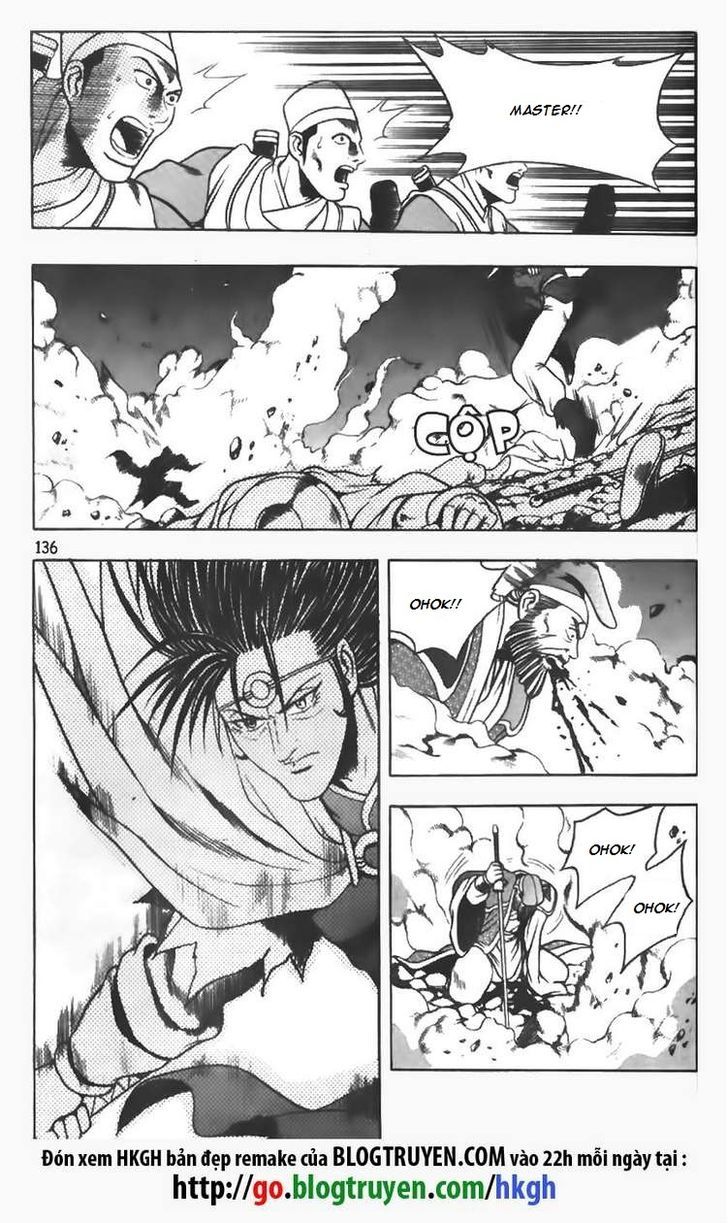 MASTER!!
CỘP
136
OHOK!!
OHOK!
OHOK!
Đón xem HKGH bản đẹp remake của BLOGTRUYEN.COM vào 22h mỗi ngày tại :
http://go.blogtruyen.com/hkgh